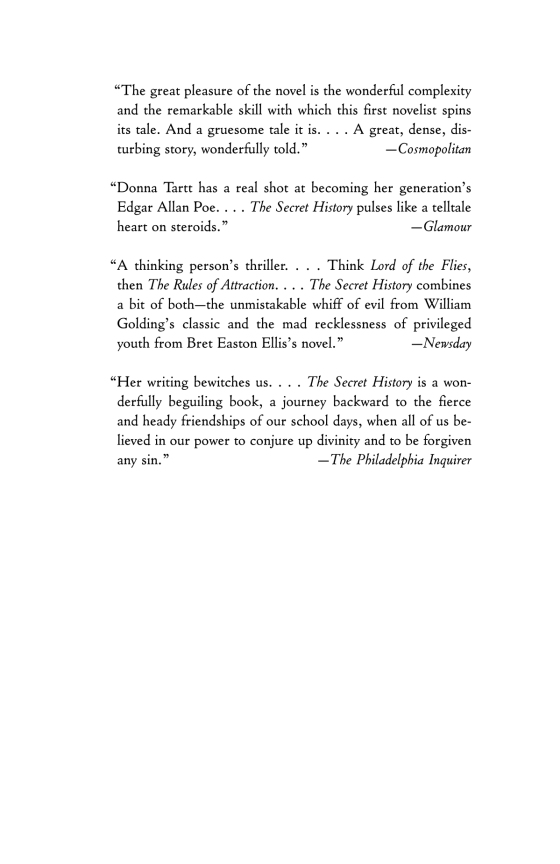 “The great pleasure of the novel is the wonderful complexity
and the remarkable skill with which this first novelist spins
its tale. And a gruesome tale it is. . . . A great, dense, dis-
turbing story, wonderfully told.” —Cosmopolitan
“Donna Tartt has a real shot at becoming her generation’s
Edgar Allan Poe. . . . The Secret History pulses like a telltale
heart on steroids.” —Glamour
“A thinking person’s thriller. . . . Think Lord of the Flies,
then The Rules of Attraction. . . . The Secret History combines
a bit of both—the unmistakable whiff of evil from William
Golding’s classic and the mad recklessness of privileged
youth from Bret Easton Ellis’s novel.” —Newsday
“Her writing bewitches us. . . . The Secret History is a won-
derfully beguiling book, a journey backward to the fierce
and heady friendships of our school days, when all of us be-
lieved in our power to conjure up divinity and to be forgiven
any sin.” —The Philadelphia Inquirer